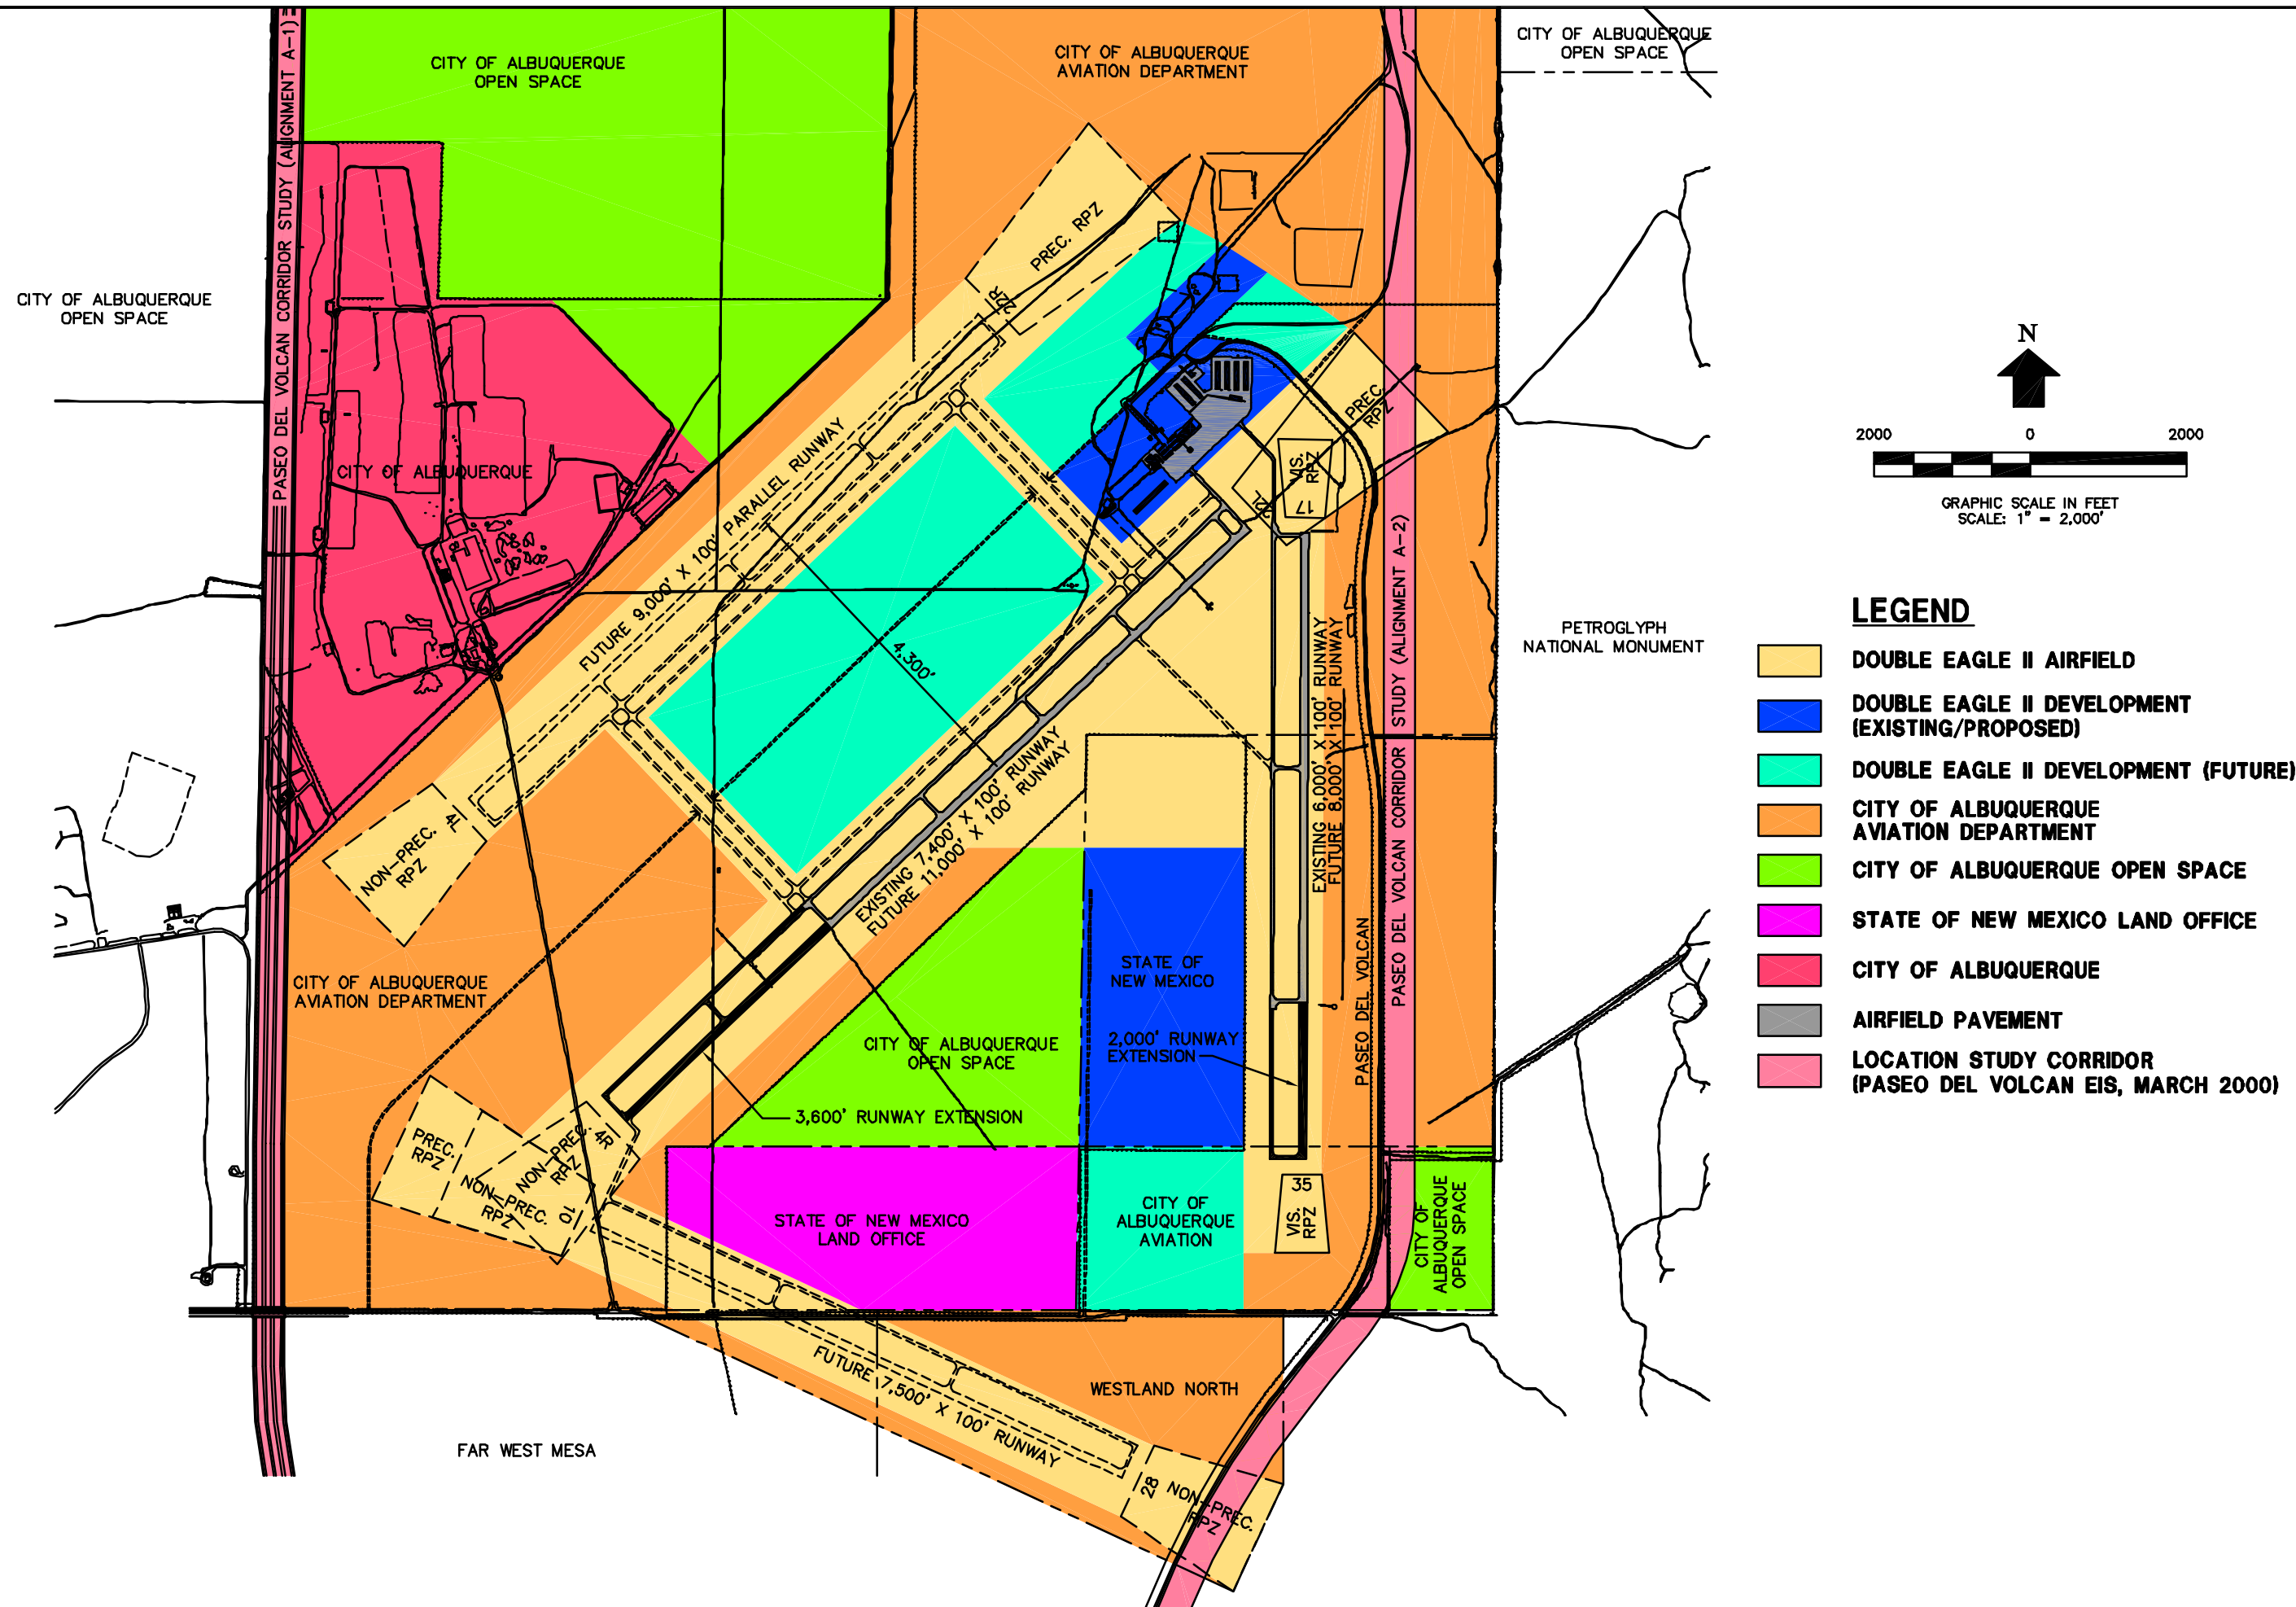 CITY OF ALBUQUERQUE
OPEN SPACE
CITY OF ALBUQUERQUE
AVIATION DEPARTMENT
CITY OF ALBUQUERQUE
OPEN SPACE
PASEO DEL VOLCAN CORRIDOR STUDY (ALIGNMENT A-1)
CITY OF ALBUQUERQUE
OPEN SPACE
PREC. RPZ
22R
CITY OF ALBUQUERQUE
PREC.
RPZ
VIS.
RPZ
17
22L
FUTURE 9,000' X 100' PARALLEL RUNWAY
4,300'
EXISTING 7,400' X 100' RUNWAY
FUTURE 11,000' X 100' RUNWAY
EXISTING 6,000' X 100' RUNWAY
FUTURE 8,000' X 100' RUNWAY
PASEO DEL VOLCAN CORRIDOR STUDY (ALIGNMENT A-2)
PASEO DEL VOLCAN
PETROGLYPH
NATIONAL MONUMENT
NON-PREC. 4L
RPZ
CITY OF ALBUQUERQUE
AVIATION DEPARTMENT
STATE OF
NEW MEXICO
CITY OF ALBUQUERQUE
OPEN SPACE
2,000' RUNWAY
EXTENSION
3,600' RUNWAY EXTENSION
PREC.
RPZ
NON-PREC. 4R
RPZ
NON-PREC. 10
RPZ
STATE OF NEW MEXICO
LAND OFFICE
CITY OF
ALBUQUERQUE
AVIATION
35
VIS.
RPZ
CITY OF
ALBUQUERQUE
OPEN SPACE
FUTURE 7,500' X 100' RUNWAY
WESTLAND NORTH
28
NON-PREC.
RPZ
FAR WEST MESA
N
2000 0 2000
GRAPHIC SCALE IN FEET
SCALE: 1" = 2,000'
LEGEND
DOUBLE EAGLE II AIRFIELD
DOUBLE EAGLE II DEVELOPMENT
(EXISTING/PROPOSED)
DOUBLE EAGLE II DEVELOPMENT (FUTURE)
CITY OF ALBUQUERQUE
AVIATION DEPARTMENT
CITY OF ALBUQUERQUE OPEN SPACE
STATE OF NEW MEXICO LAND OFFICE
CITY OF ALBUQUERQUE
AIRFIELD PAVEMENT
LOCATION STUDY CORRIDOR
(PASEO DEL VOLCAN EIS, MARCH 2000)